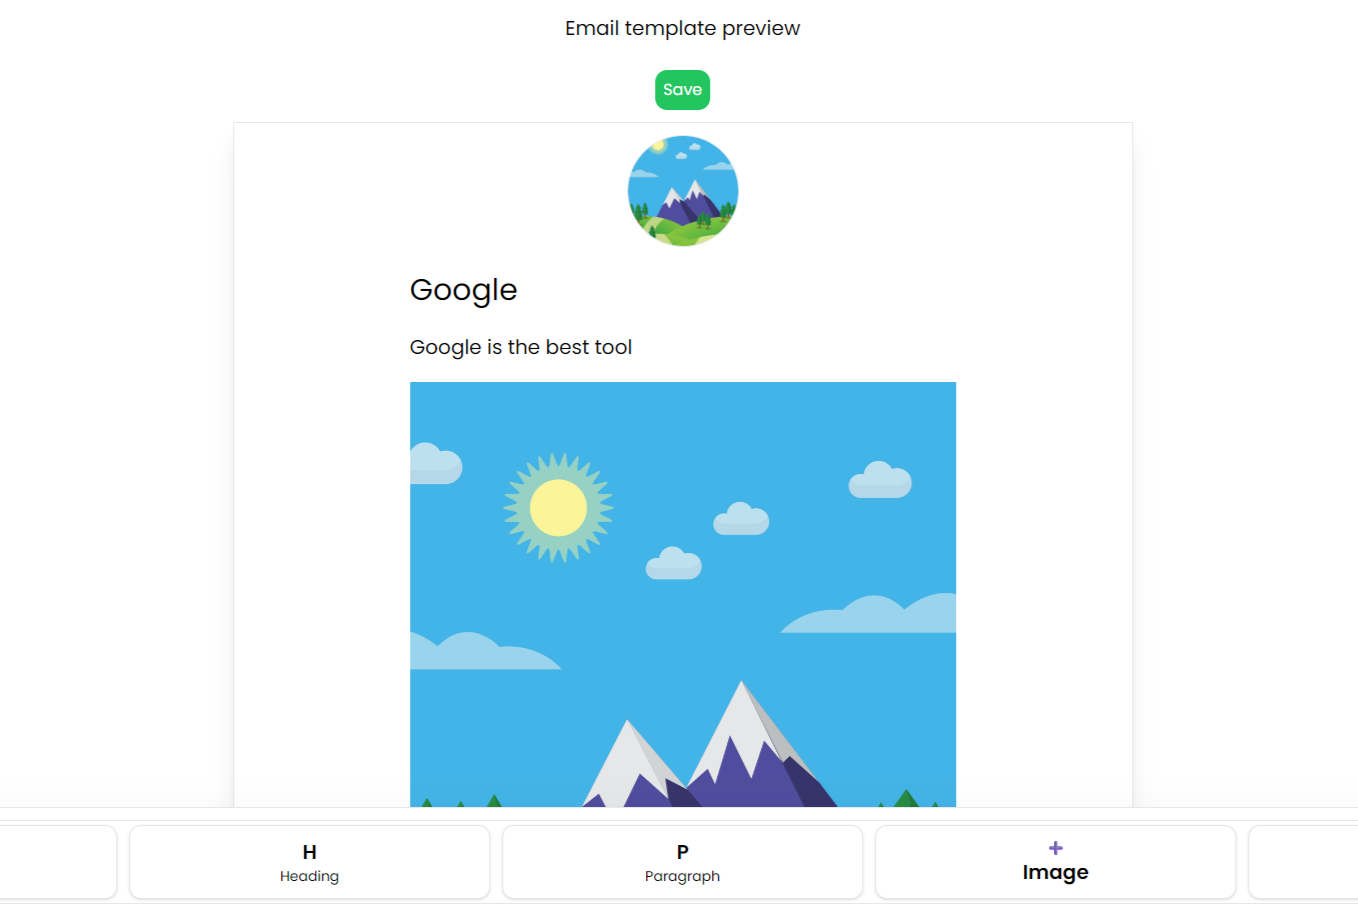 Email template preview
Save
Google
Google is the best tool
H
Heading
P
Paragraph
Image